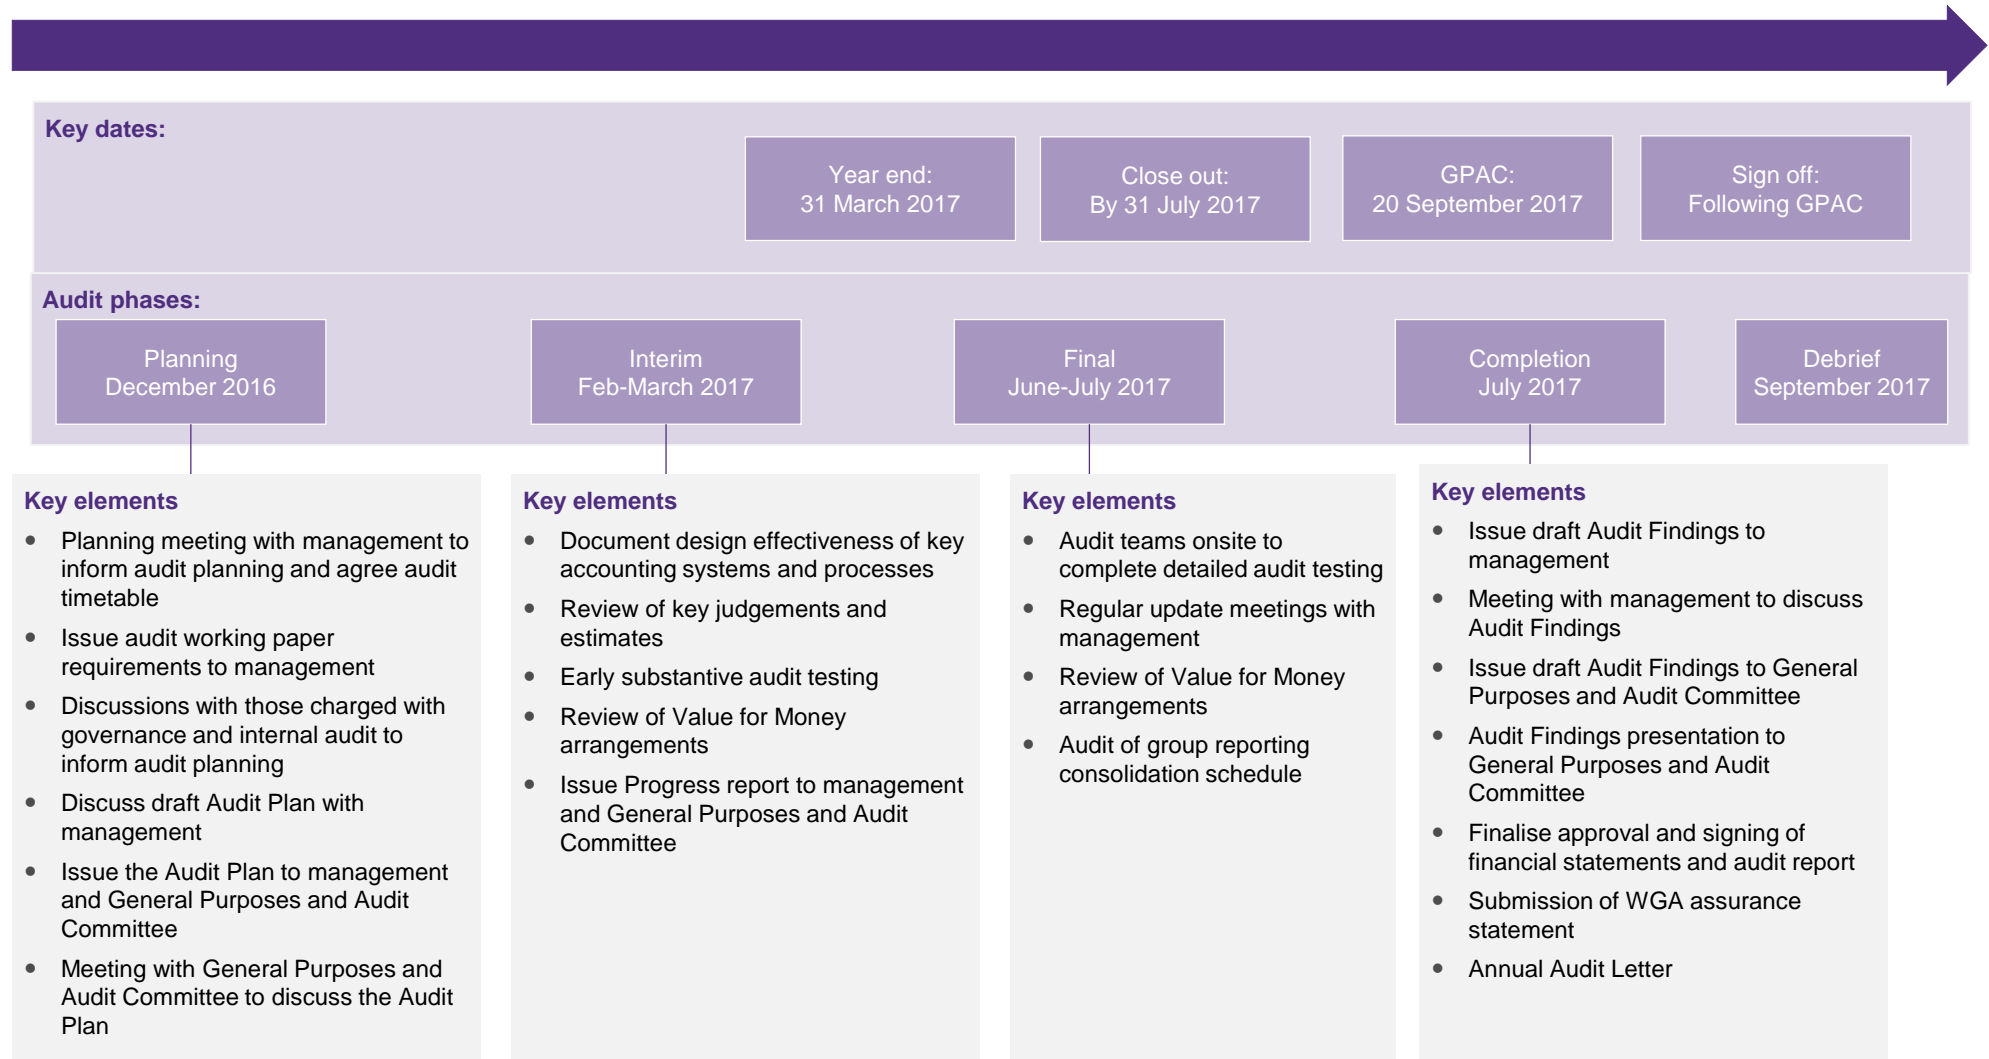 Key dates:
Year end:
31 March 2017
Close out:
By 31 July 2017
GPAC:
20 September 2017
Sign off:
Following GPAC
Audit phases:
Planning
December 2016
Interim
Feb-March 2017
Final
June-July 2017
Completion
July 2017
Debrief
September 2017
Key elements
• Planning meeting with management to
inform audit planning and agree audit
timetable
• Issue audit working paper
requirements to management
• Discussions with those charged with
governance and internal audit to
inform audit planning
• Discuss draft Audit Plan with
management
• Issue the Audit Plan to management
and General Purposes and Audit
Committee
• Meeting with General Purposes and
Audit Committee to discuss the Audit
Plan
Key elements
• Document design effectiveness of key
accounting systems and processes
• Review of key judgements and
estimates
• Early substantive audit testing
• Review of Value for Money
arrangements
• Issue Progress report to management
and General Purposes and Audit
Committee
Key elements
• Audit teams onsite to
complete detailed audit testing
• Regular update meetings with
management
• Review of Value for Money
arrangements
• Audit of group reporting
consolidation schedule
Key elements
• Issue draft Audit Findings to
management
• Meeting with management to discuss
Audit Findings
• Issue draft Audit Findings to General
Purposes and Audit Committee
• Audit Findings presentation to
General Purposes and Audit
Committee
• Finalise approval and signing of
financial statements and audit report
• Submission of WGA assurance
statement
• Annual Audit Letter